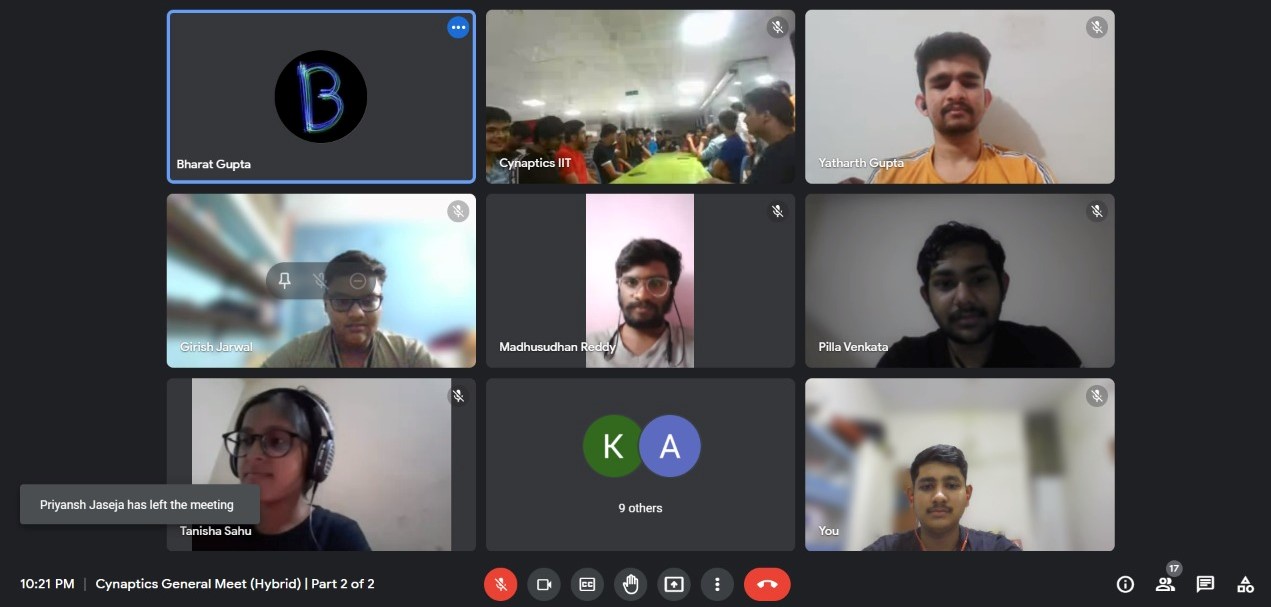 B
Bharat Gupta
Cynaptics IIT
Yatharth Gupta
Girish Jarwal
Madhusudhan Reddy
Pilla Venkata
Priyansh Jaseja has left the meeting
Tanisha Sahu
K A
9 others
You
10:21 PM | Cynaptics General Meet (Hybrid) | Part 2 of 2
CC
17